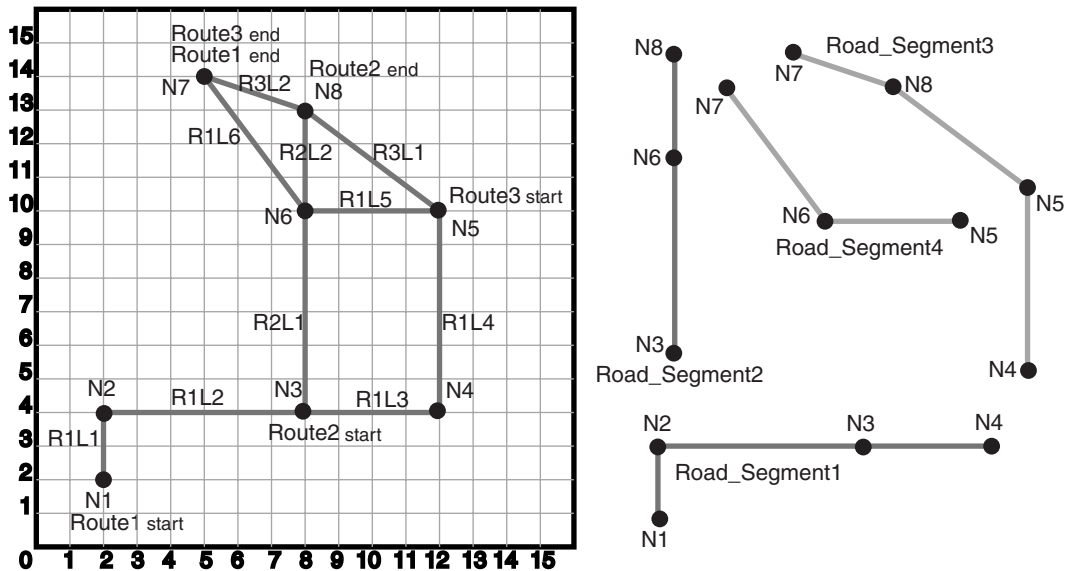 Route3 end
Route1 end
Route2 end
N7
R3L2
N8
R1L6
R2L2
R3L1
R1L5
Route3 start
N6
N5
R2L1
R1L4
N2
R1L2
N3
R1L3
N4
Route2 start
R1L1
N1
Route1 start
15
14
13
12
11
10
9
8
7
6
5
4
3
2
1
0 1 2 3 4 5 6 7 8 9 10 11 12 13 14 15
N8
N6
N3
Road_Segment2
N7
N6
N5
Road_Segment4
Road_Segment3
N7
N8
N5
N4
N2
N3
N4
Road_Segment1
N1